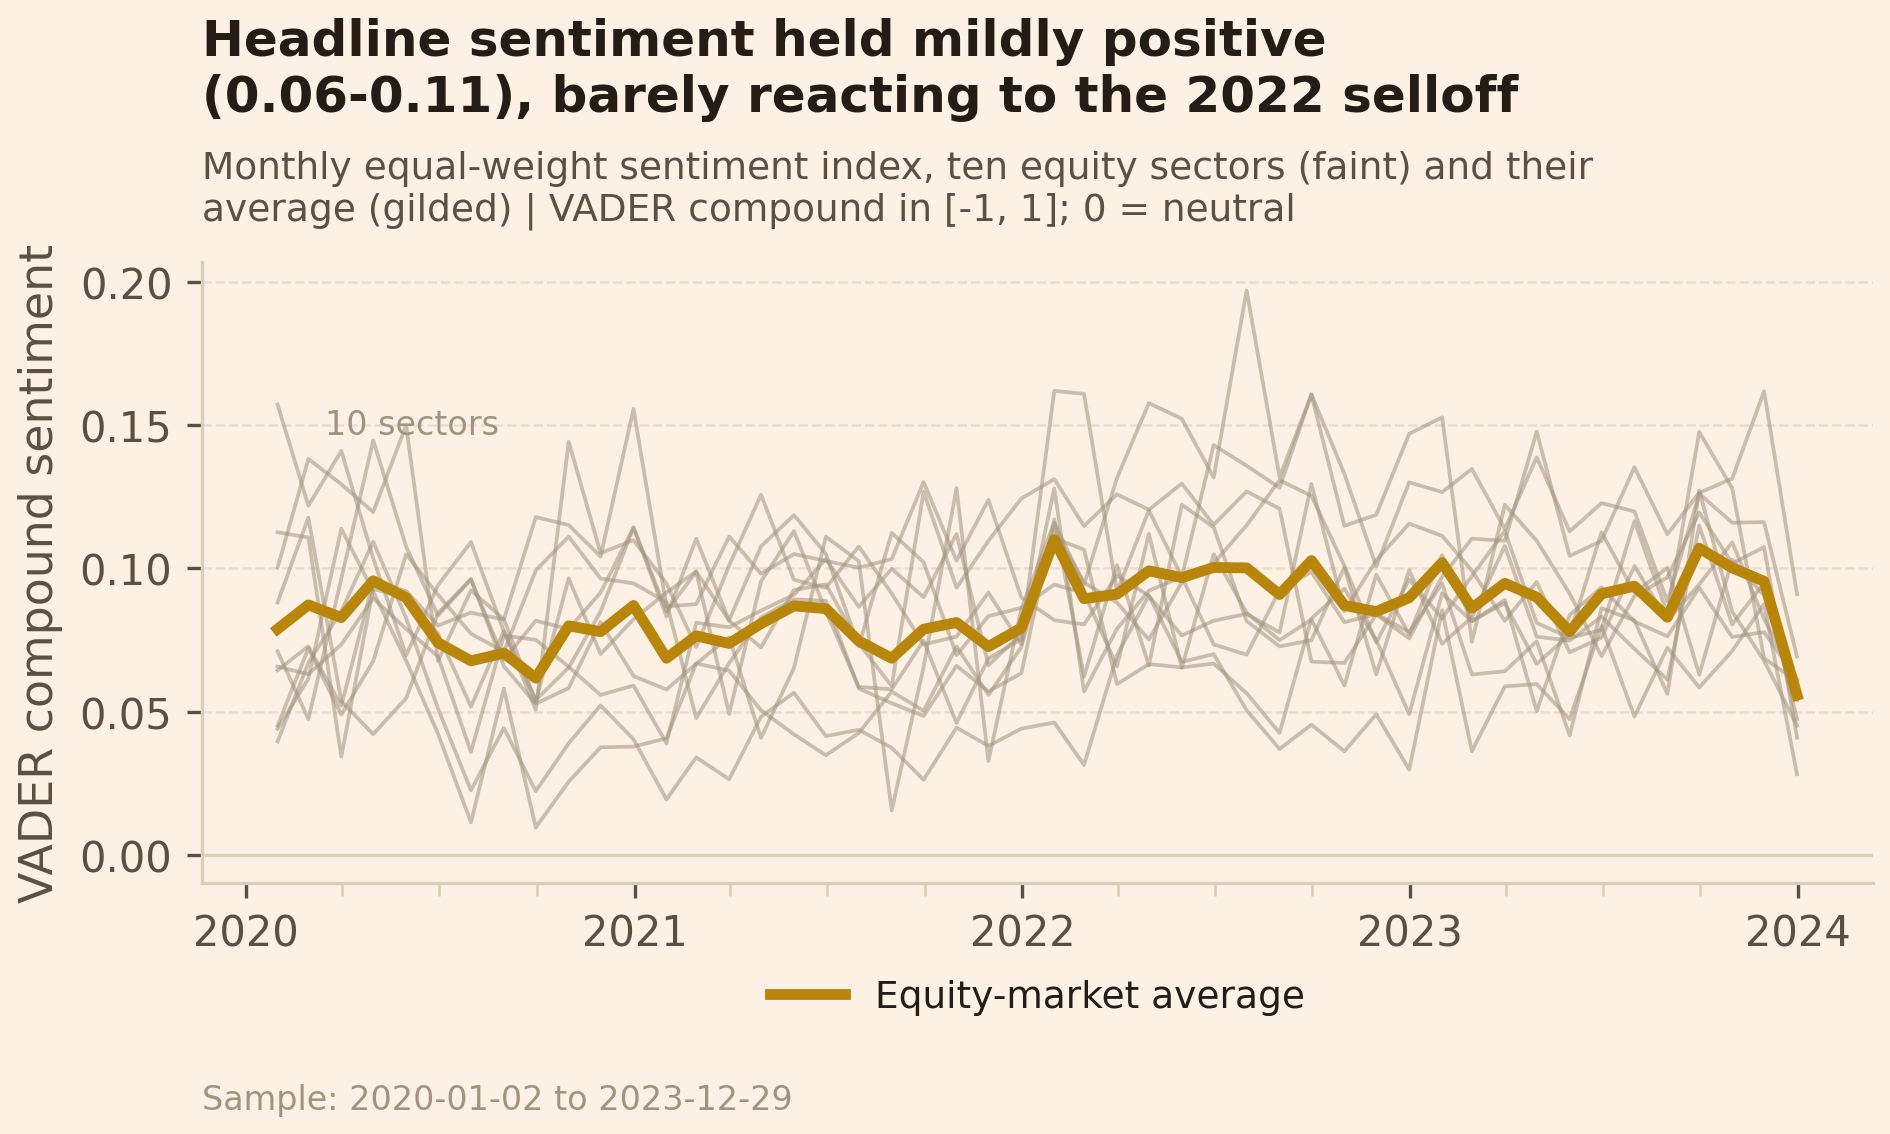 Headline sentiment held mildly positive
(0.06-0.11), barely reacting to the 2022 selloff
Monthly equal-weight sentiment index, ten equity sectors (faint) and their
average (gilded) | VADER compound in [-1, 1]; 0 = neutral
VADER compound sentiment
0.20
0.15
0.10
0.05
0.00
10 sectors
2020
2021
2022
2023
2024
Equity-market average
Sample: 2020-01-02 to 2023-12-29